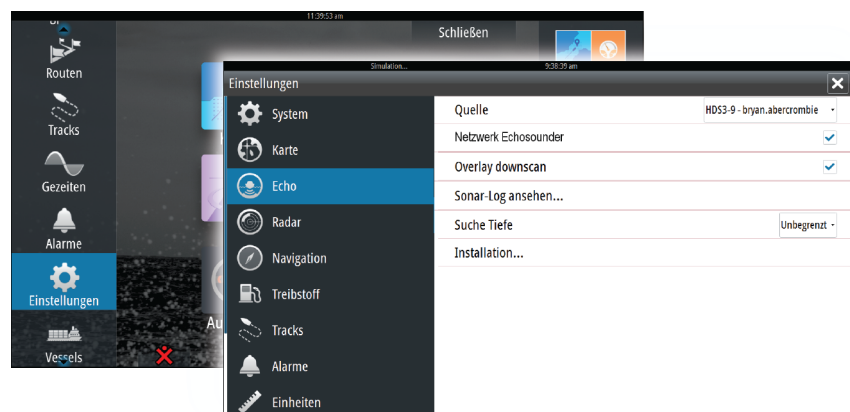 11:39:53 am
Schließen
Routen
Tracks
Gezeiten
Alarme
Einstellungen
Vessels
Au
Simulation...
9:38:39 am
Einstellungen
System
Karte
Echo
Radar
Navigation
Treibstoff
Tracks
Alarme
Einheiten
Quelle
HDS3-9 - bryan.abercrombie
Netzwerk Echosounder
Overlay downscan
Sonar-Log ansehen...
Suche Tiefe
Unbegrenzt
Installation...